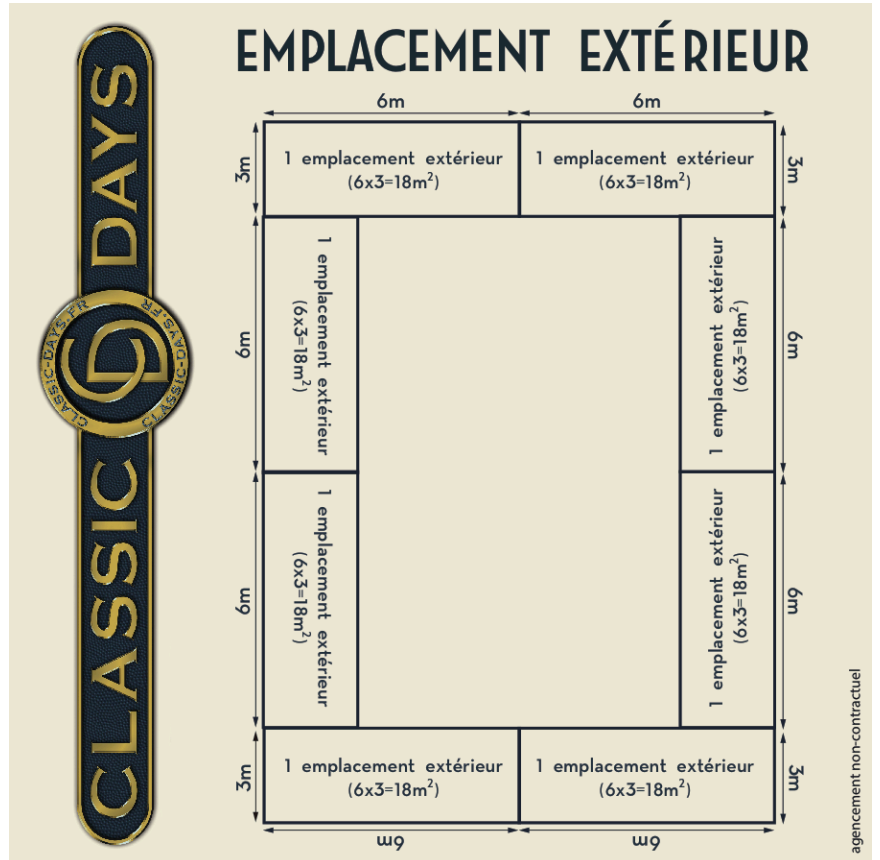 EMPLACEMENT EXTÉRIEUR
CLASSIC DAYS
CLASSIC-DAYS.FR
CLASSIC-DAYS.FR
CD
6m
6m
3m
1 emplacement extérieur
(6x3=18m²)
1 emplacement extérieur
(6x3=18m²)
3m
6m
1 emplacement extérieur
(6x3=18m²)
1 emplacement extérieur
(6x3=18m²)
6m
6m
1 emplacement extérieur
(6x3=18m²)
1 emplacement extérieur
(6x3=18m²)
6m
3m
1 emplacement extérieur
(6x3=18m²)
1 emplacement extérieur
(6x3=18m²)
3m
6m
6m
agencement non-contractuel